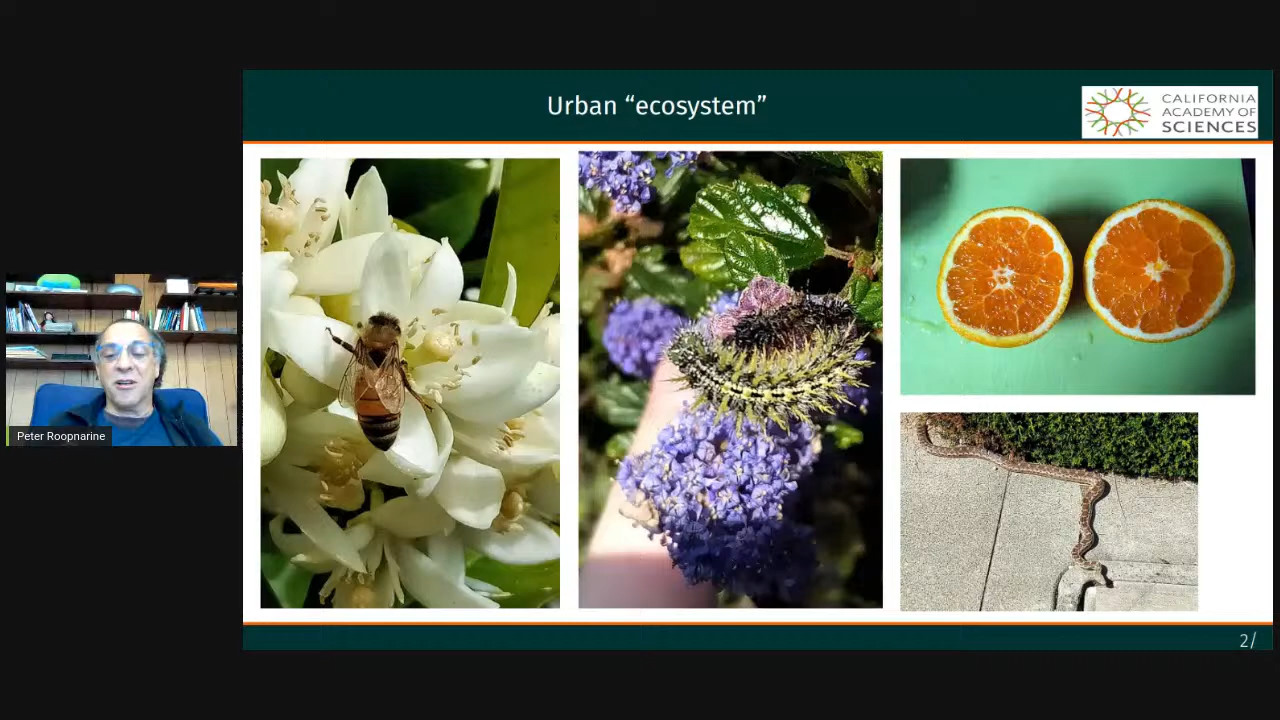 Urban “ecosystem”
CALIFORNIA
ACADEMY OF
SCIENCES
Peter Roopnarine
2/